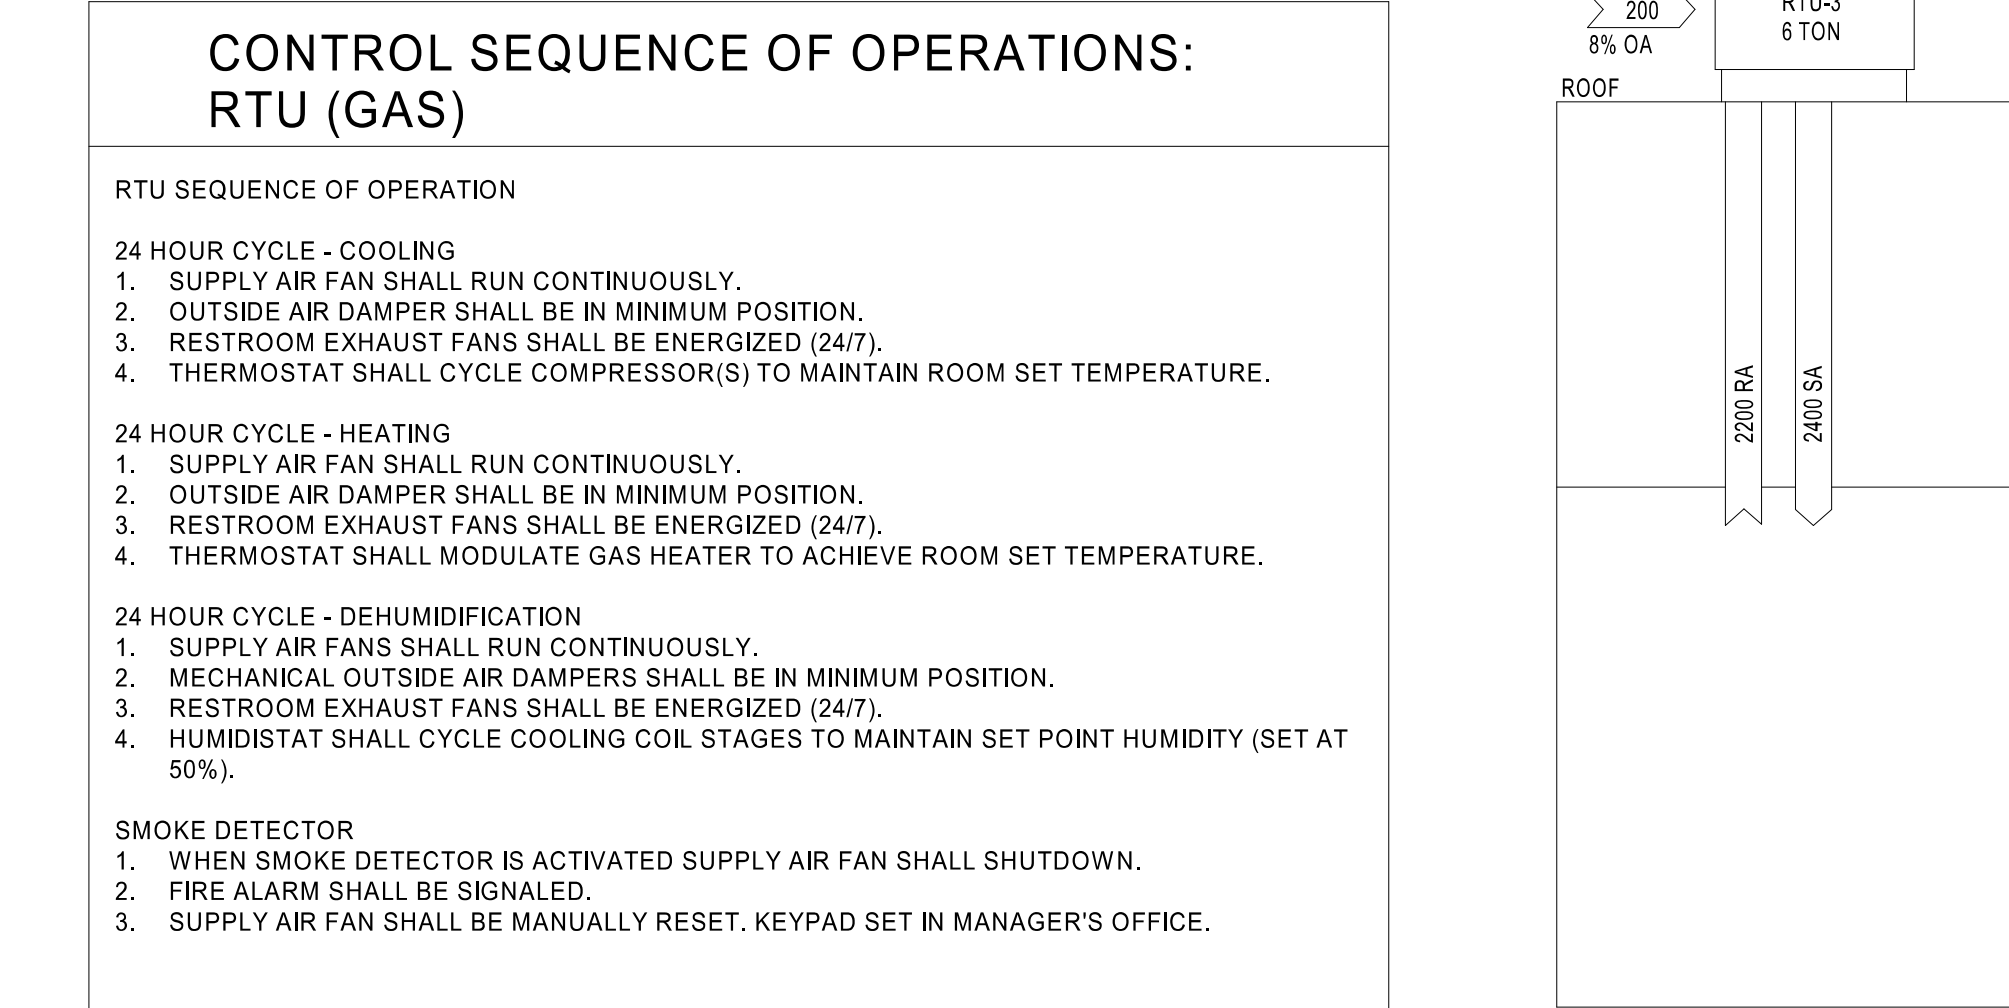 CONTROL SEQUENCE OF OPERATIONS:
RTU (GAS)
RTU SEQUENCE OF OPERATION
24 HOUR CYCLE - COOLING
1. SUPPLY AIR FAN SHALL RUN CONTINUOUSLY.
2. OUTSIDE AIR DAMPER SHALL BE IN MINIMUM POSITION.
3. RESTROOM EXHAUST FANS SHALL BE ENERGIZED (24/7).
4. THERMOSTAT SHALL CYCLE COMPRESSOR(S) TO MAINTAIN ROOM SET TEMPERATURE.
24 HOUR CYCLE - HEATING
1. SUPPLY AIR FAN SHALL RUN CONTINUOUSLY.
2. OUTSIDE AIR DAMPER SHALL BE IN MINIMUM POSITION.
3. RESTROOM EXHAUST FANS SHALL BE ENERGIZED (24/7).
4. THERMOSTAT SHALL MODULATE GAS HEATER TO ACHIEVE ROOM SET TEMPERATURE.
24 HOUR CYCLE - DEHUMIDIFICATION
1. SUPPLY AIR FANS SHALL RUN CONTINUOUSLY.
2. MECHANICAL OUTSIDE AIR DAMPERS SHALL BE IN MINIMUM POSITION.
3. RESTROOM EXHAUST FANS SHALL BE ENERGIZED (24/7).
4. HUMIDISTAT SHALL CYCLE COOLING COIL STAGES TO MAINTAIN SET POINT HUMIDITY (SET AT
50%).
SMOKE DETECTOR
1. WHEN SMOKE DETECTOR IS ACTIVATED SUPPLY AIR FAN SHALL SHUTDOWN.
2. FIRE ALARM SHALL BE SIGNALED.
3. SUPPLY AIR FAN SHALL BE MANUALLY RESET. KEYPAD SET IN MANAGER'S OFFICE.
RTU-3
6 TON
200
8% OA
ROOF
2200 RA
2400 SA